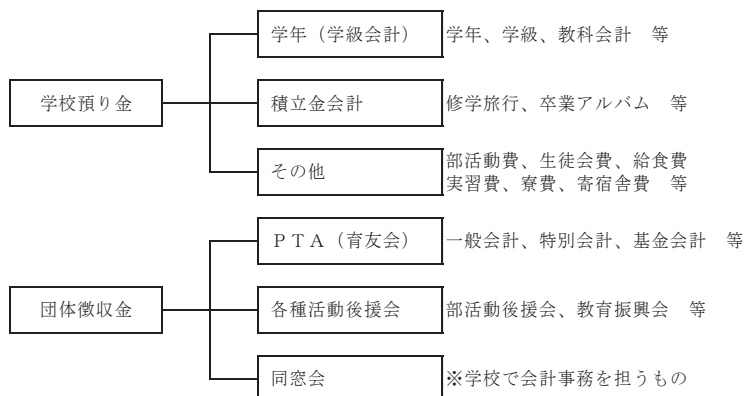 学年（学級会計） 学年、学級、教科会計　等
学校預り金
積立金会計 修学旅行、卒業アルバム　等
その他 部活動費、生徒会費、給食費
実習費、寮費、寄宿舎費　等
ＰＴＡ（育友会） 一般会計、特別会計、基金会計　等
団体徴収金
各種活動後援会 部活動後援会、教育振興会　等
同窓会 ※学校で会計事務を担うもの